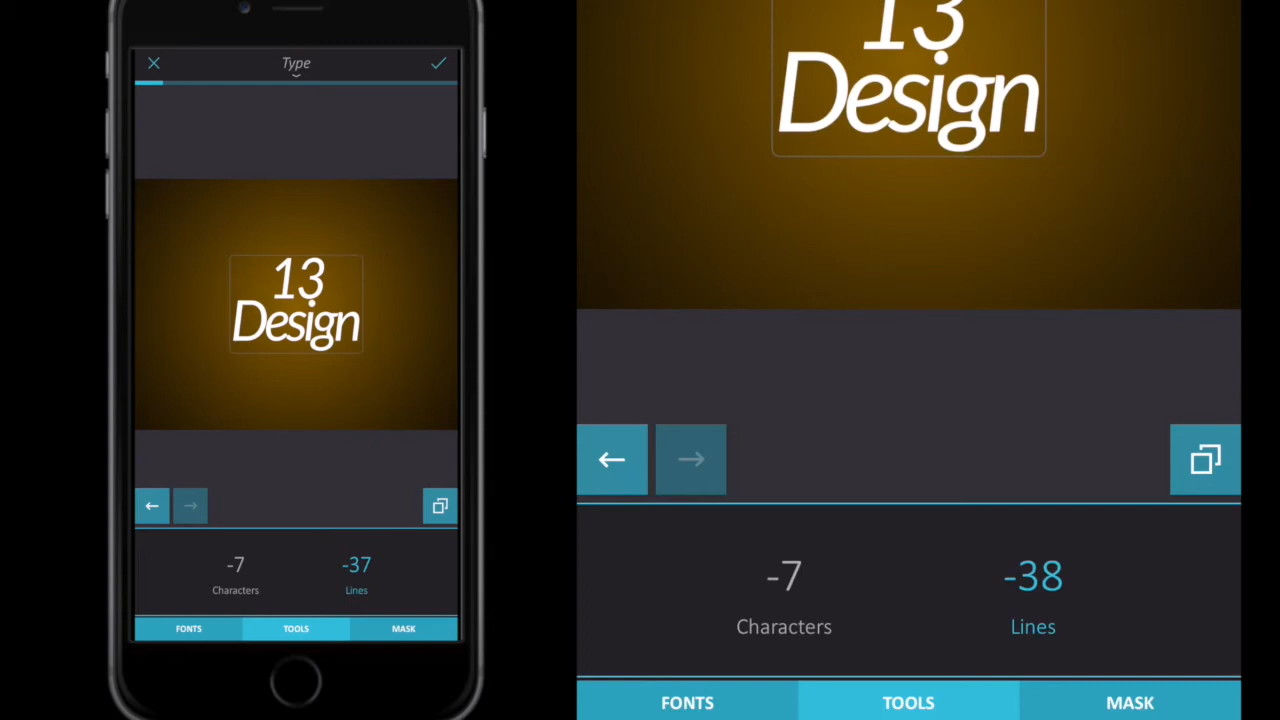 Type
13
Design
-7
-37
Characters
Lines
FONTS
TOOLS
MASK
13
Design
-7
-38
Characters
Lines
FONTS
TOOLS
MASK